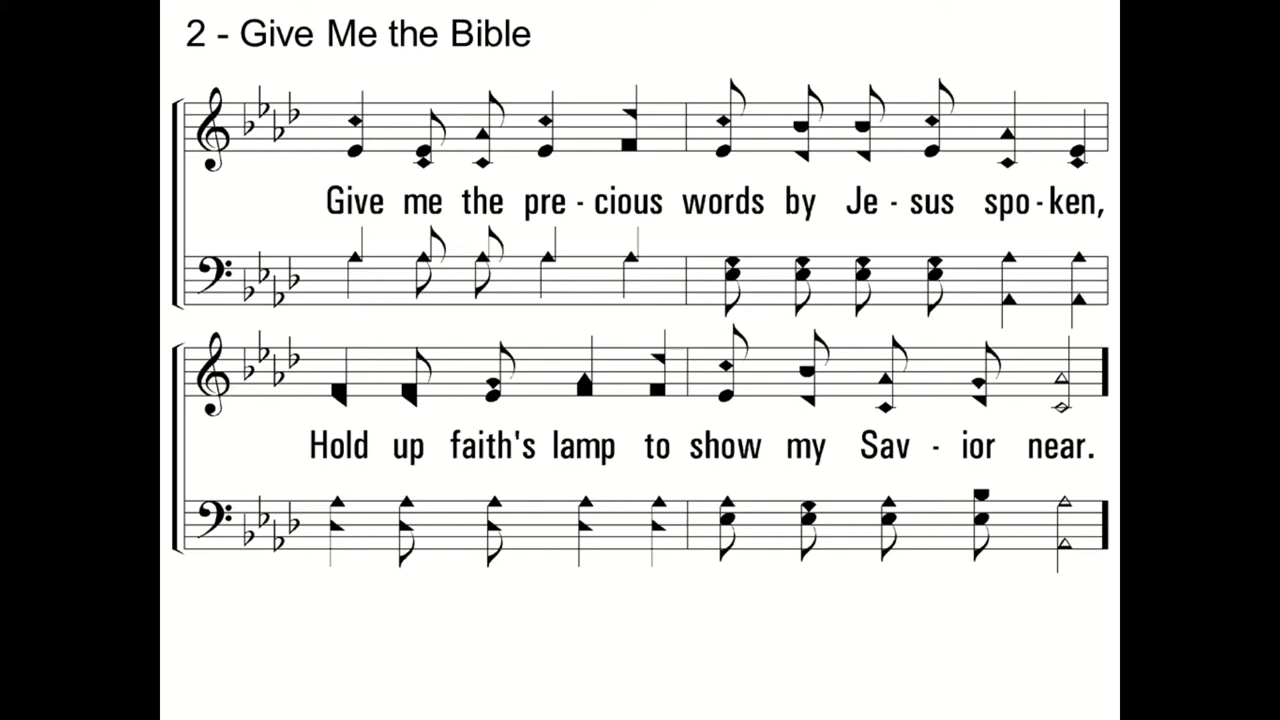 2 - Give Me the Bible
Give me the pre - cious words by Je - sus spo - ken,
Hold up faith's lamp to show my Sav - ior near.